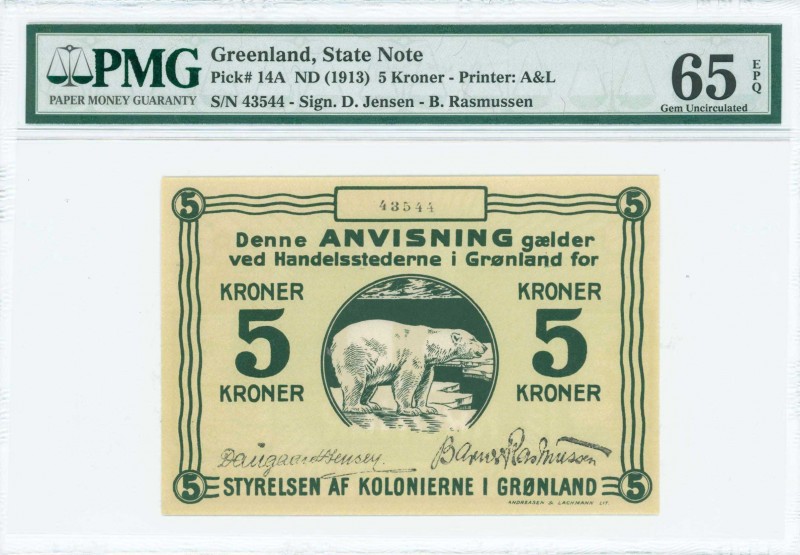 PMG
PAPER MONEY GUARANTY
Greenland, State Note
Pick# 14A ND (1913) 5 Kroner - Printer: A&L
S/N 43544 - Sign. D. Jensen - B. Rasmussen
65 EPQ
Gem Uncirculated
5 43544 5
Denne ANVISNING gælder
ved Handelsstederne i Grønland for
KRONER KRONER
5 5
KRONER KRONER
Daugaard Jensen. Barner Rasmussen
5 STYRELSEN AF KOLONIERNE I GRØNLAND 5
ANDREASEN & LACHMANN LIT.